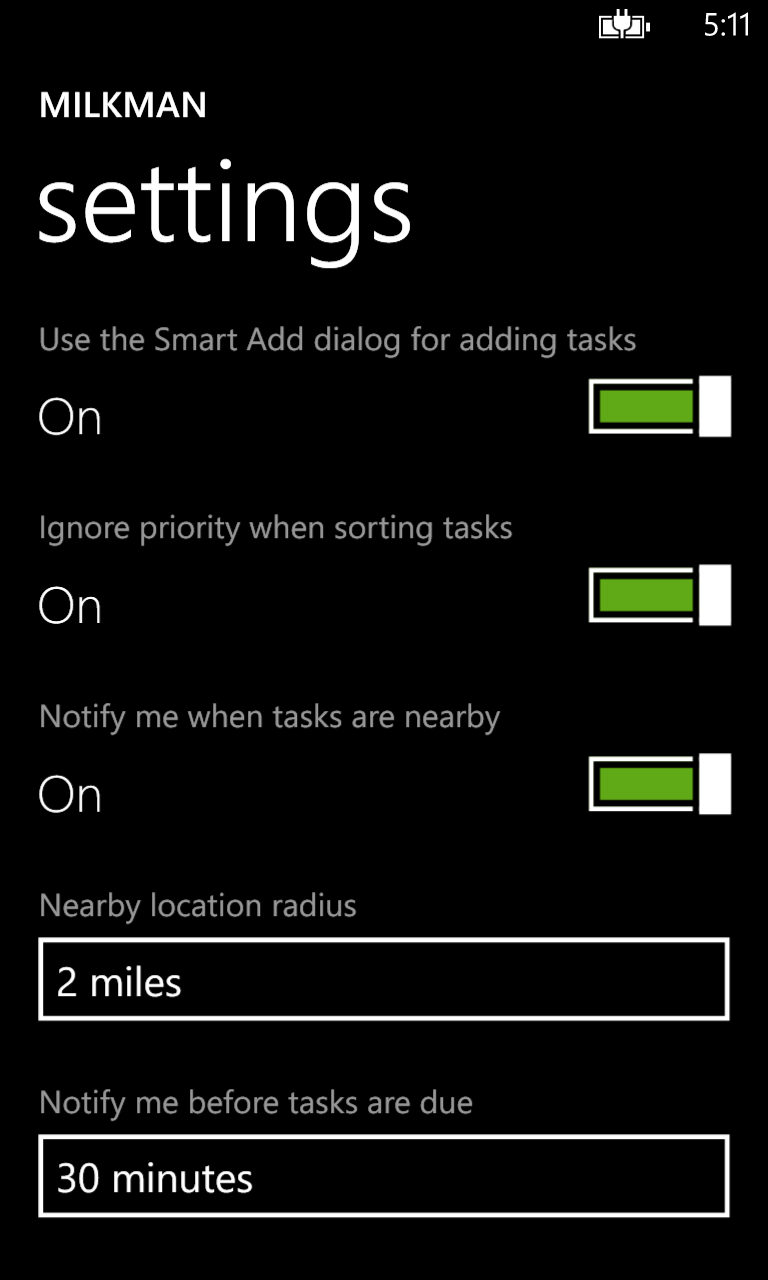 5:11
MILKMAN
settings
Use the Smart Add dialog for adding tasks
On
Ignore priority when sorting tasks
On
Notify me when tasks are nearby
On
Nearby location radius
2 miles
Notify me before tasks are due
30 minutes